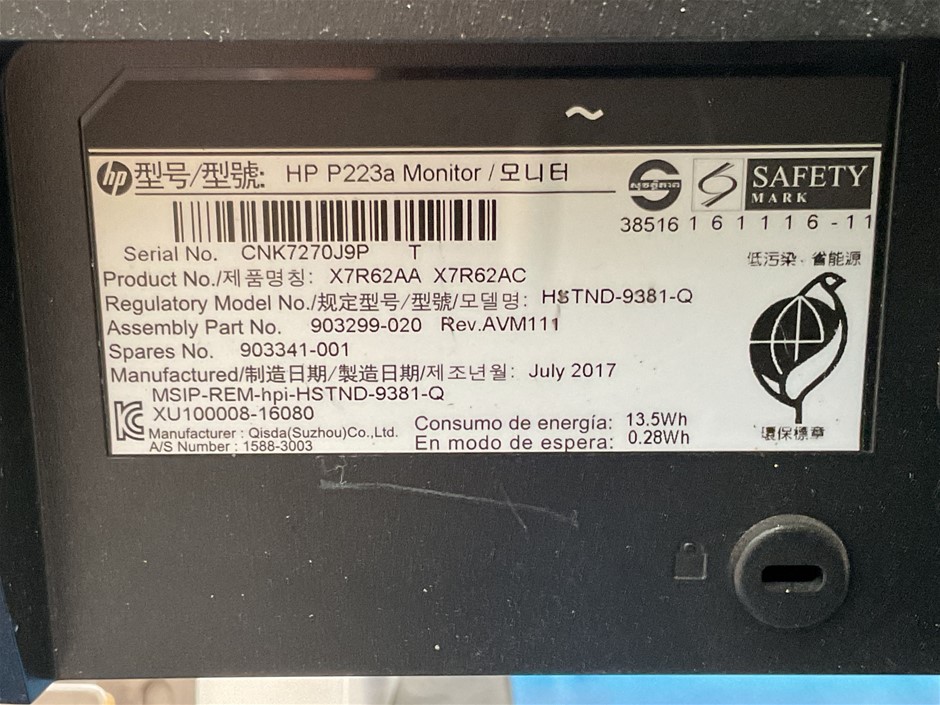 ~
hp 型号/型號: HP P223a Monitor / 모니터
SAFETY
MARK
38516 1 6 1 1 1 6 - 11
Serial No. CNK7270J9P T
Product No./제품명칭: X7R62AA X7R62AC
Regulatory Model No./规定型号/型號/모델명: HSTND-9381-Q
Assembly Part No. 903299-020 Rev.AVM111
Spares No. 903341-001
Manufactured/制造日期/製造日期/제조년월: July 2017
MSIP-REM-hpi-HSTND-9381-Q
XU100008-16080
Manufacturer : Qisda(Suzhou)Co.,Ltd.
A/S Number : 1588-3003
Consumo de energía: 13.5Wh
En modo de espera: 0.28Wh
低污染、省能源
環保標章